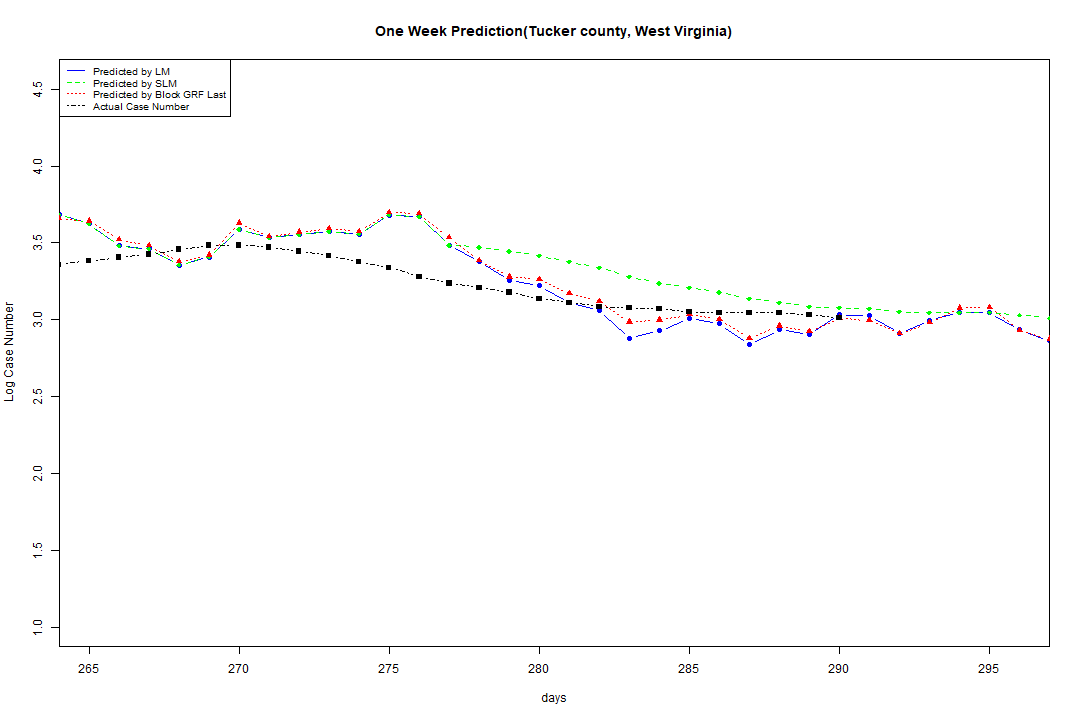 One Week Prediction(Tucker county, West Virginia)
Predicted by LM
Predicted by SLM
Predicted by Block GRF Last
Actual Case Number
4.5
4.0
3.5
3.0
2.5
2.0
1.5
1.0
Log Case Number
265 270 275 280 285 290 295
days